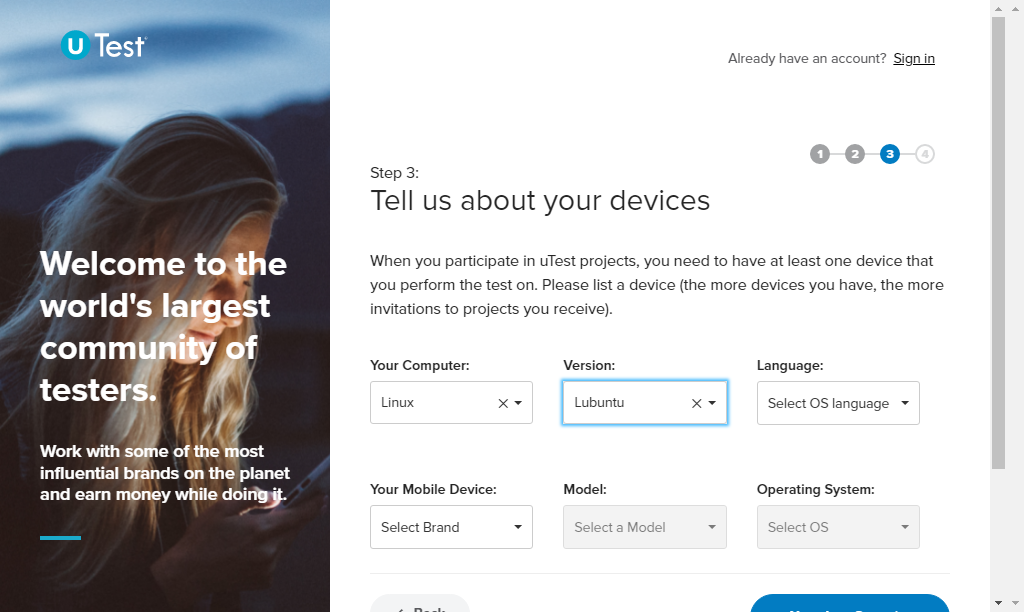 U Test
Already have an account? Sign in
1 2 3 4
Step 3:
Tell us about your devices
Welcome to the
world's largest
community of
testers.
Work with some of the most
influential brands on the planet
and earn money while doing it.
When you participate in uTest projects, you need to have at least one device that
you perform the test on. Please list a device (the more devices you have, the more
invitations to projects you receive).
Your Computer: Version: Language:
Linux Lubuntu Select OS language
Your Mobile Device: Model: Operating System:
Select Brand Select a Model Select OS
Back